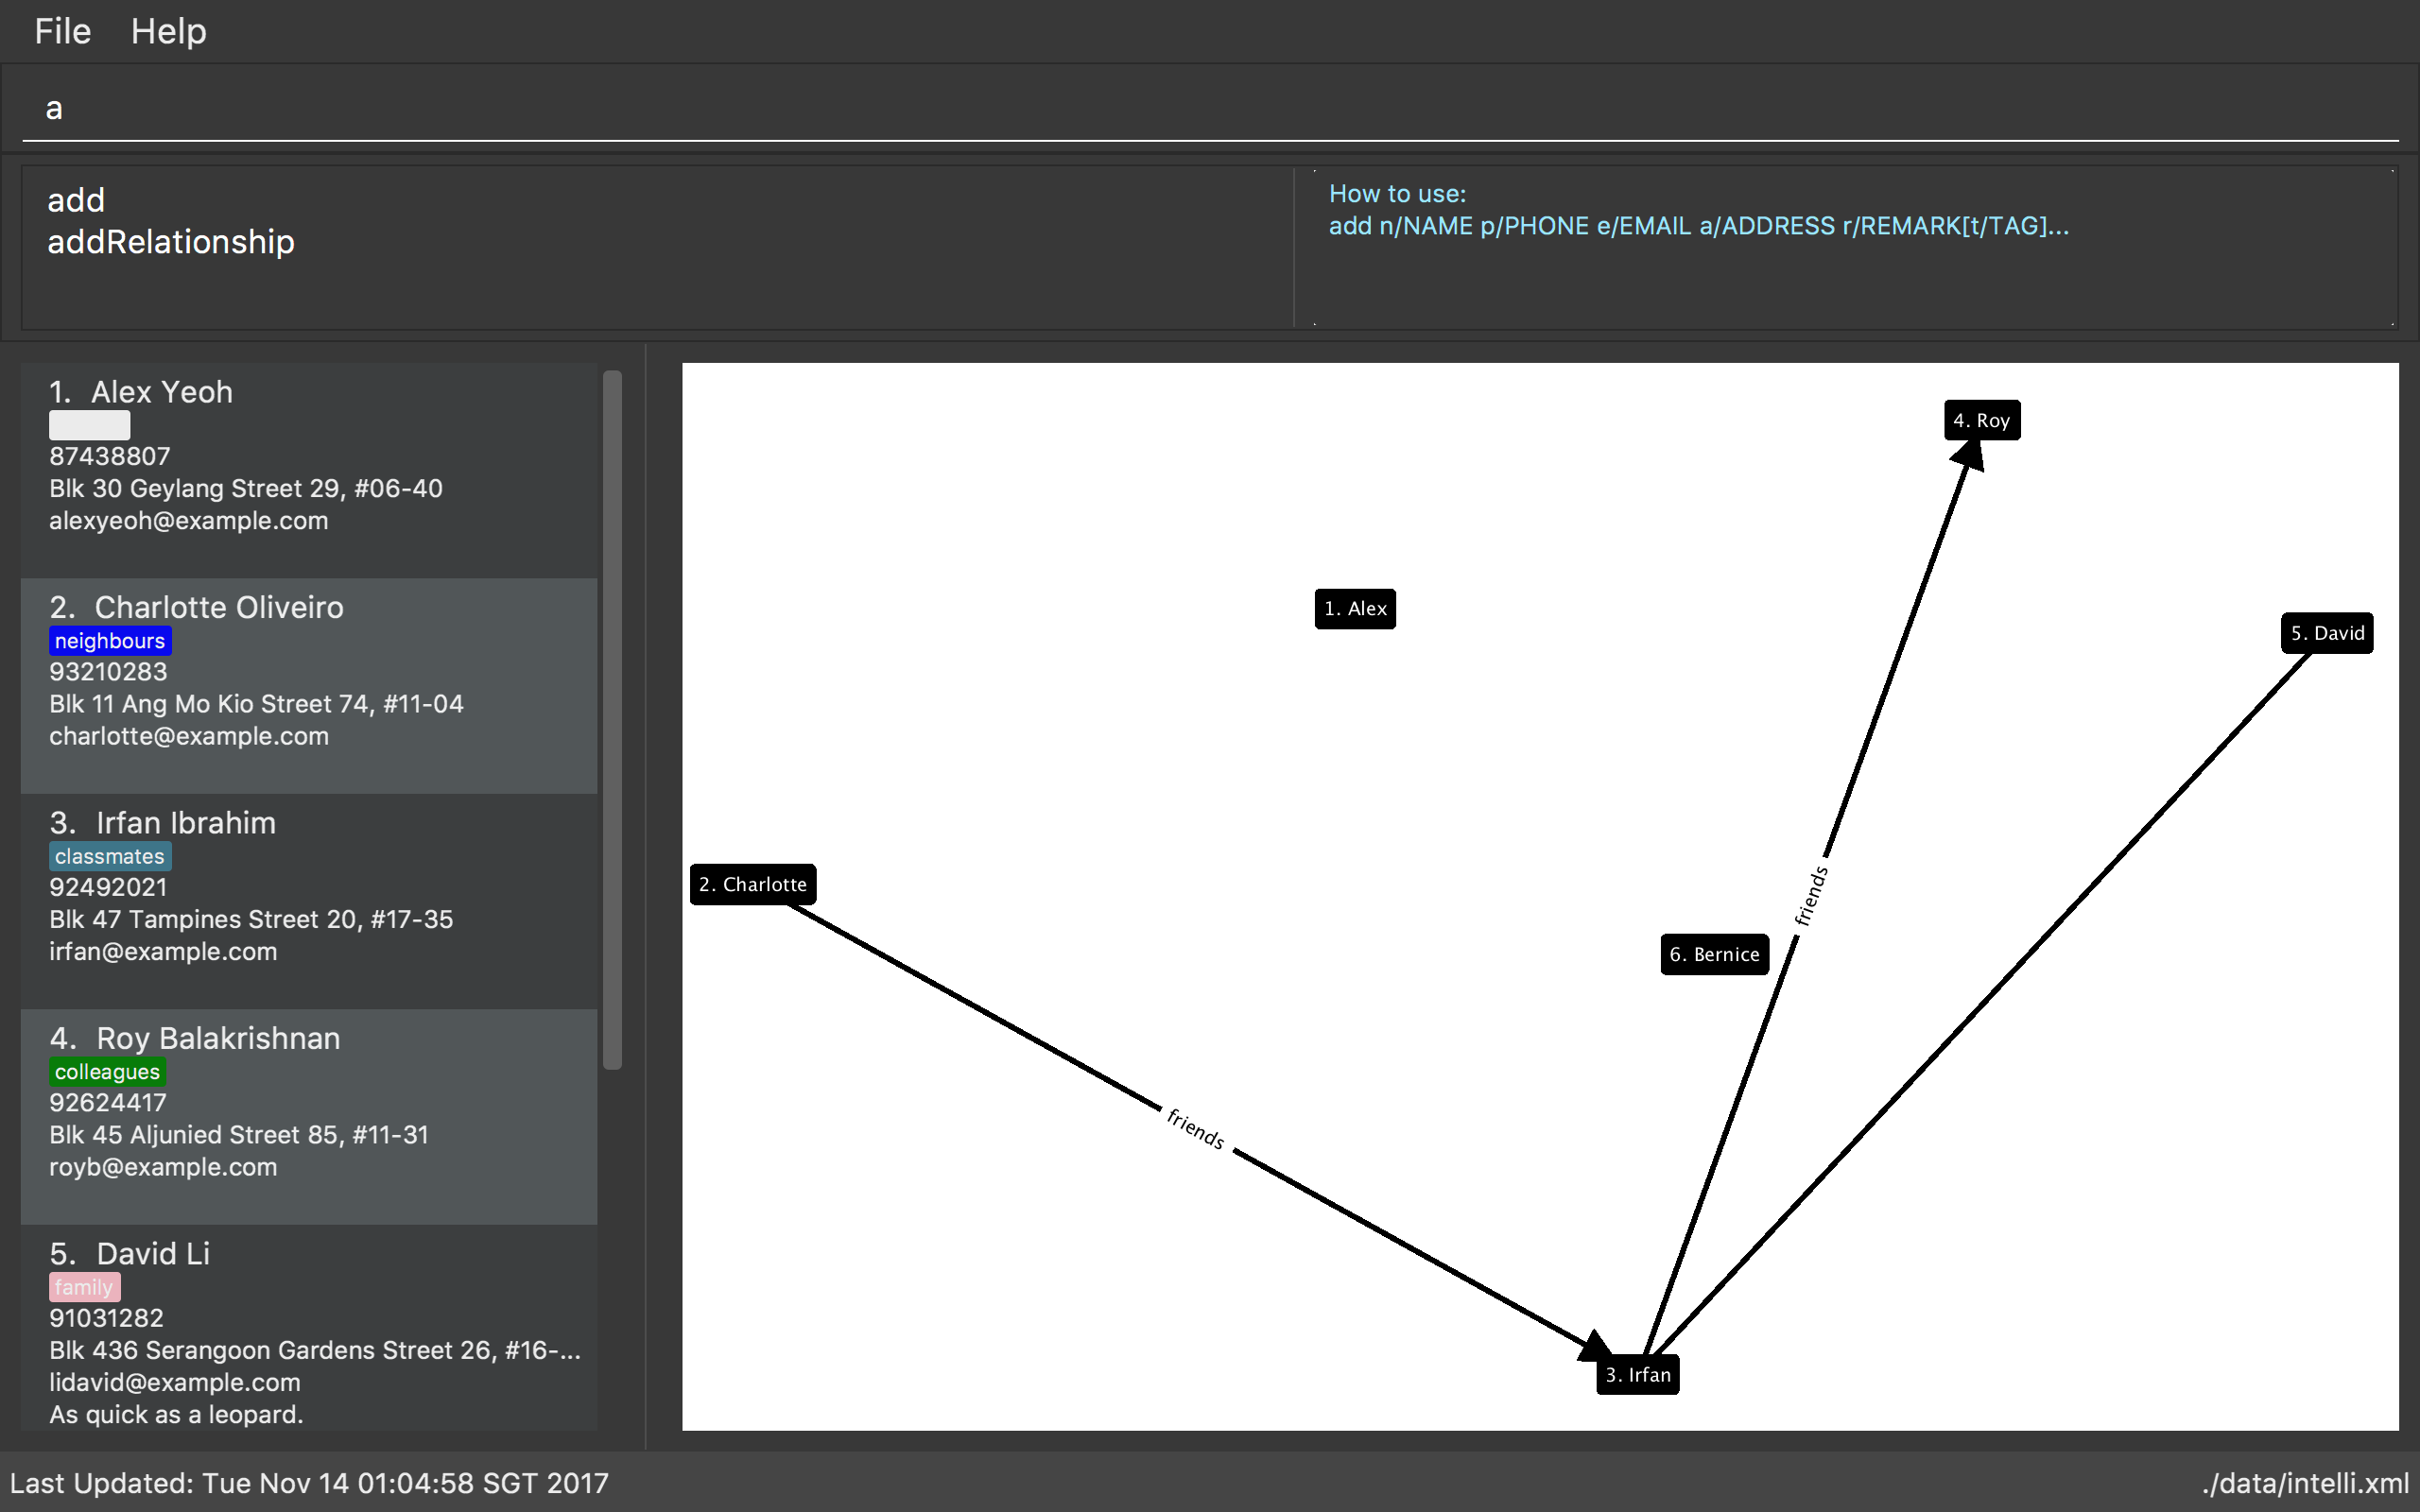 File Help
a
add
addRelationship
How to use:
add n/NAME p/PHONE e/EMAIL a/ADDRESS r/REMARK[t/TAG]...
1. Alex Yeoh
87438807
Blk 30 Geylang Street 29, #06-40
alexyeoh@example.com
2. Charlotte Oliveiro
neighbours
93210283
Blk 11 Ang Mo Kio Street 74, #11-04
charlotte@example.com
3. Irfan Ibrahim
classmates
92492021
Blk 47 Tampines Street 20, #17-35
irfan@example.com
4. Roy Balakrishnan
colleagues
92624417
Blk 45 Aljunied Street 85, #11-31
royb@example.com
5. David Li
family
91031282
Blk 436 Serangoon Gardens Street 26, #16-...
lidavid@example.com
As quick as a leopard.
4. Roy
1. Alex
5. David
2. Charlotte
friends
6. Bernice
friends
3. Irfan
Last Updated: Tue Nov 14 01:04:58 SGT 2017
./data/intelli.xml